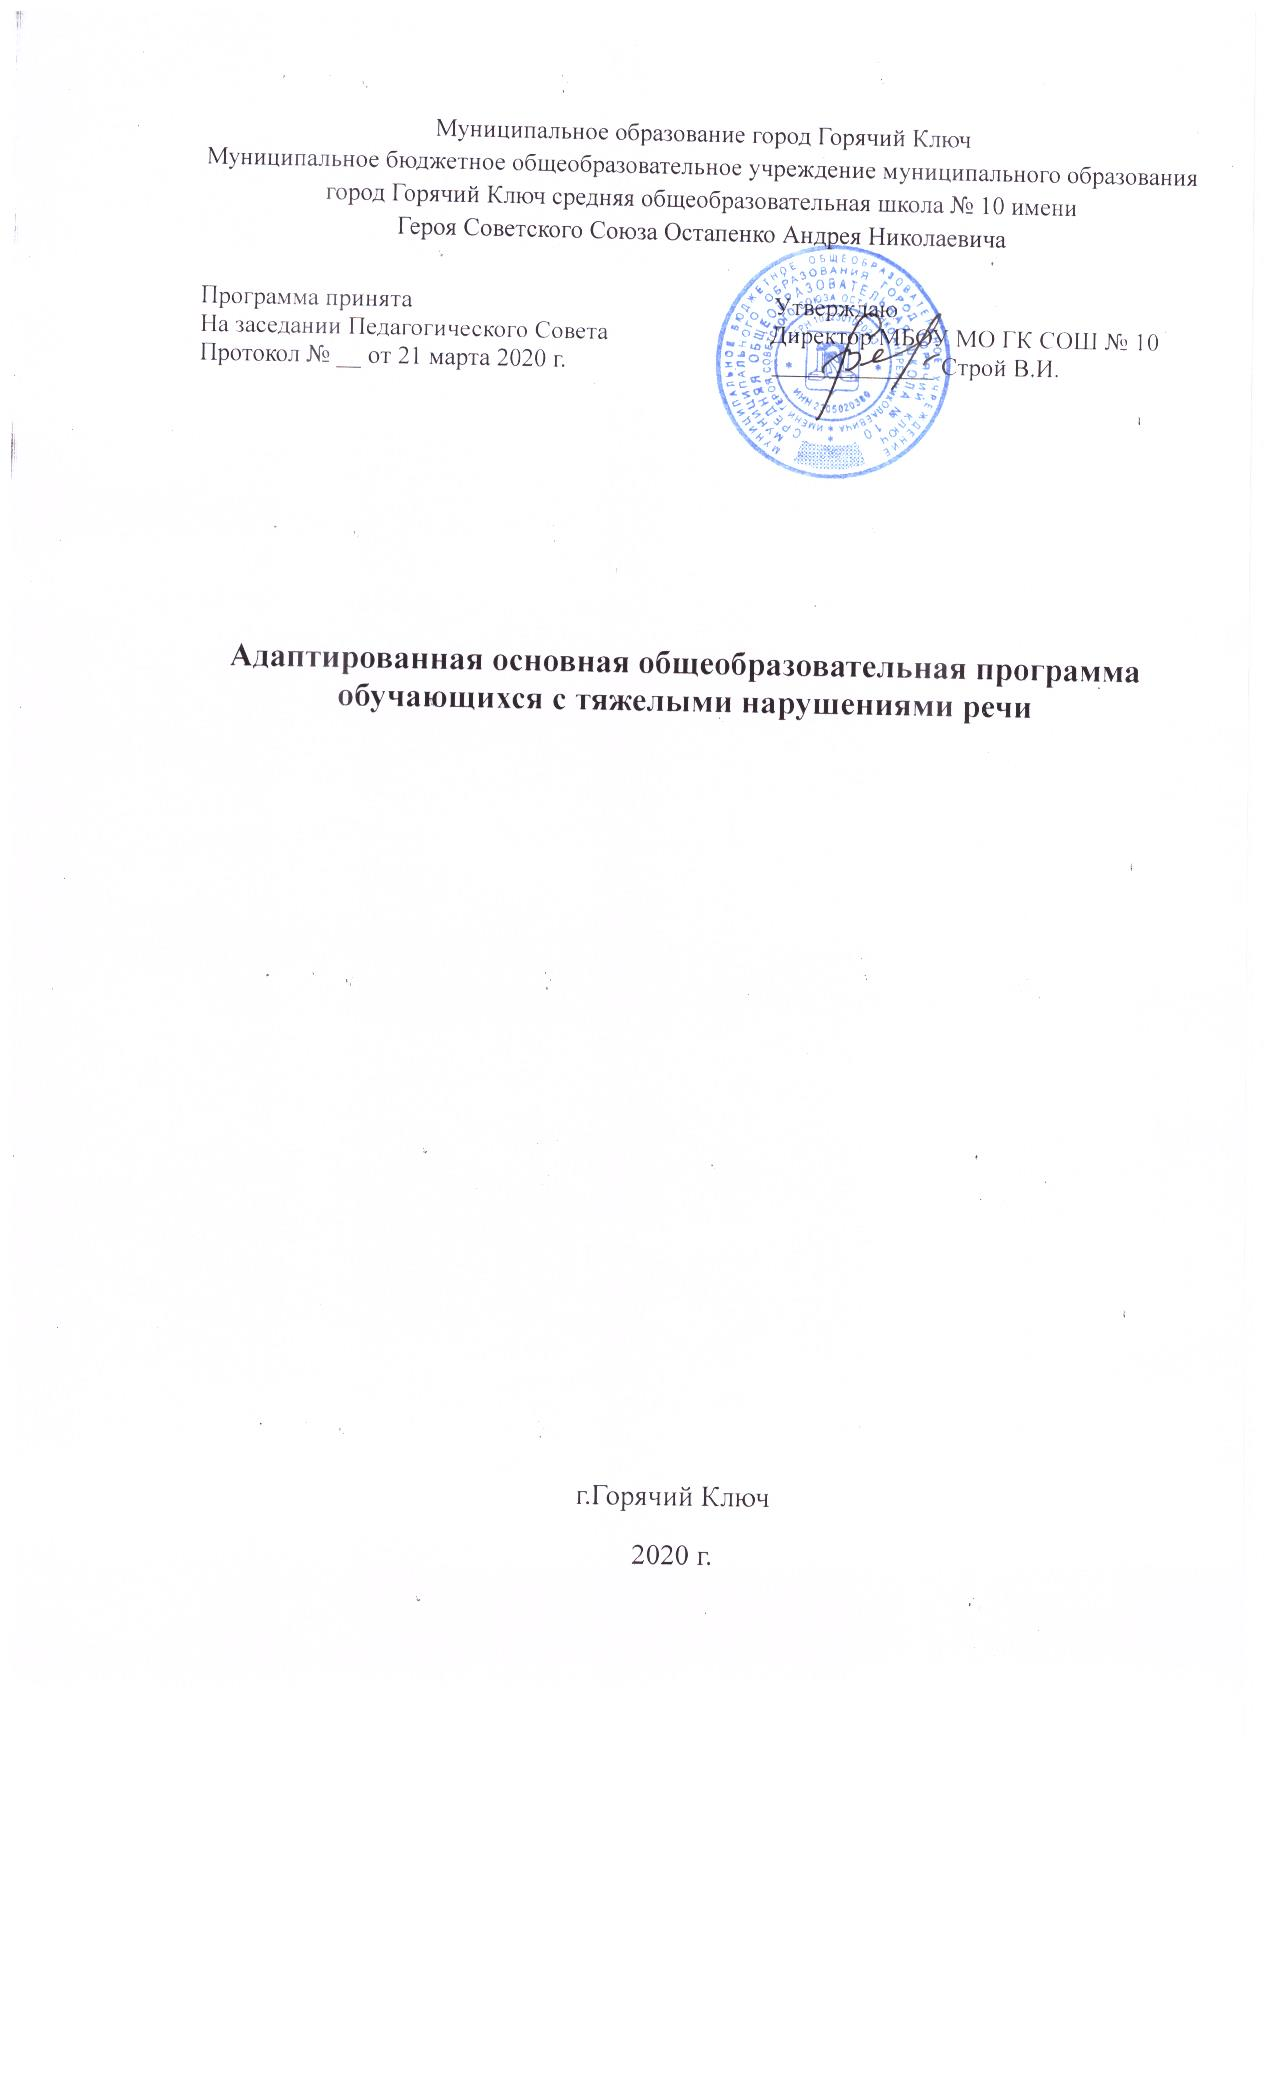 Муниципальное образование город Горячий Ключ
Муниципальное бюджетное общеобразовательное учреждение муниципального образования
город Горячий Ключ средняя общеобразовательная школа № 10 имени
Героя Советского Союза Остапенко Андрея Николаевича
Программа принята
На заседании Педагогического Совета
Протокол № __ от 21 марта 2020 г.
Утверждаю
Директор МБОУ МО ГК СОШ № 10
____________ Строй В.И.
Адаптированная основная общеобразовательная программа
обучающихся с тяжелыми нарушениями речи
г.Горячий Ключ
2020 г.